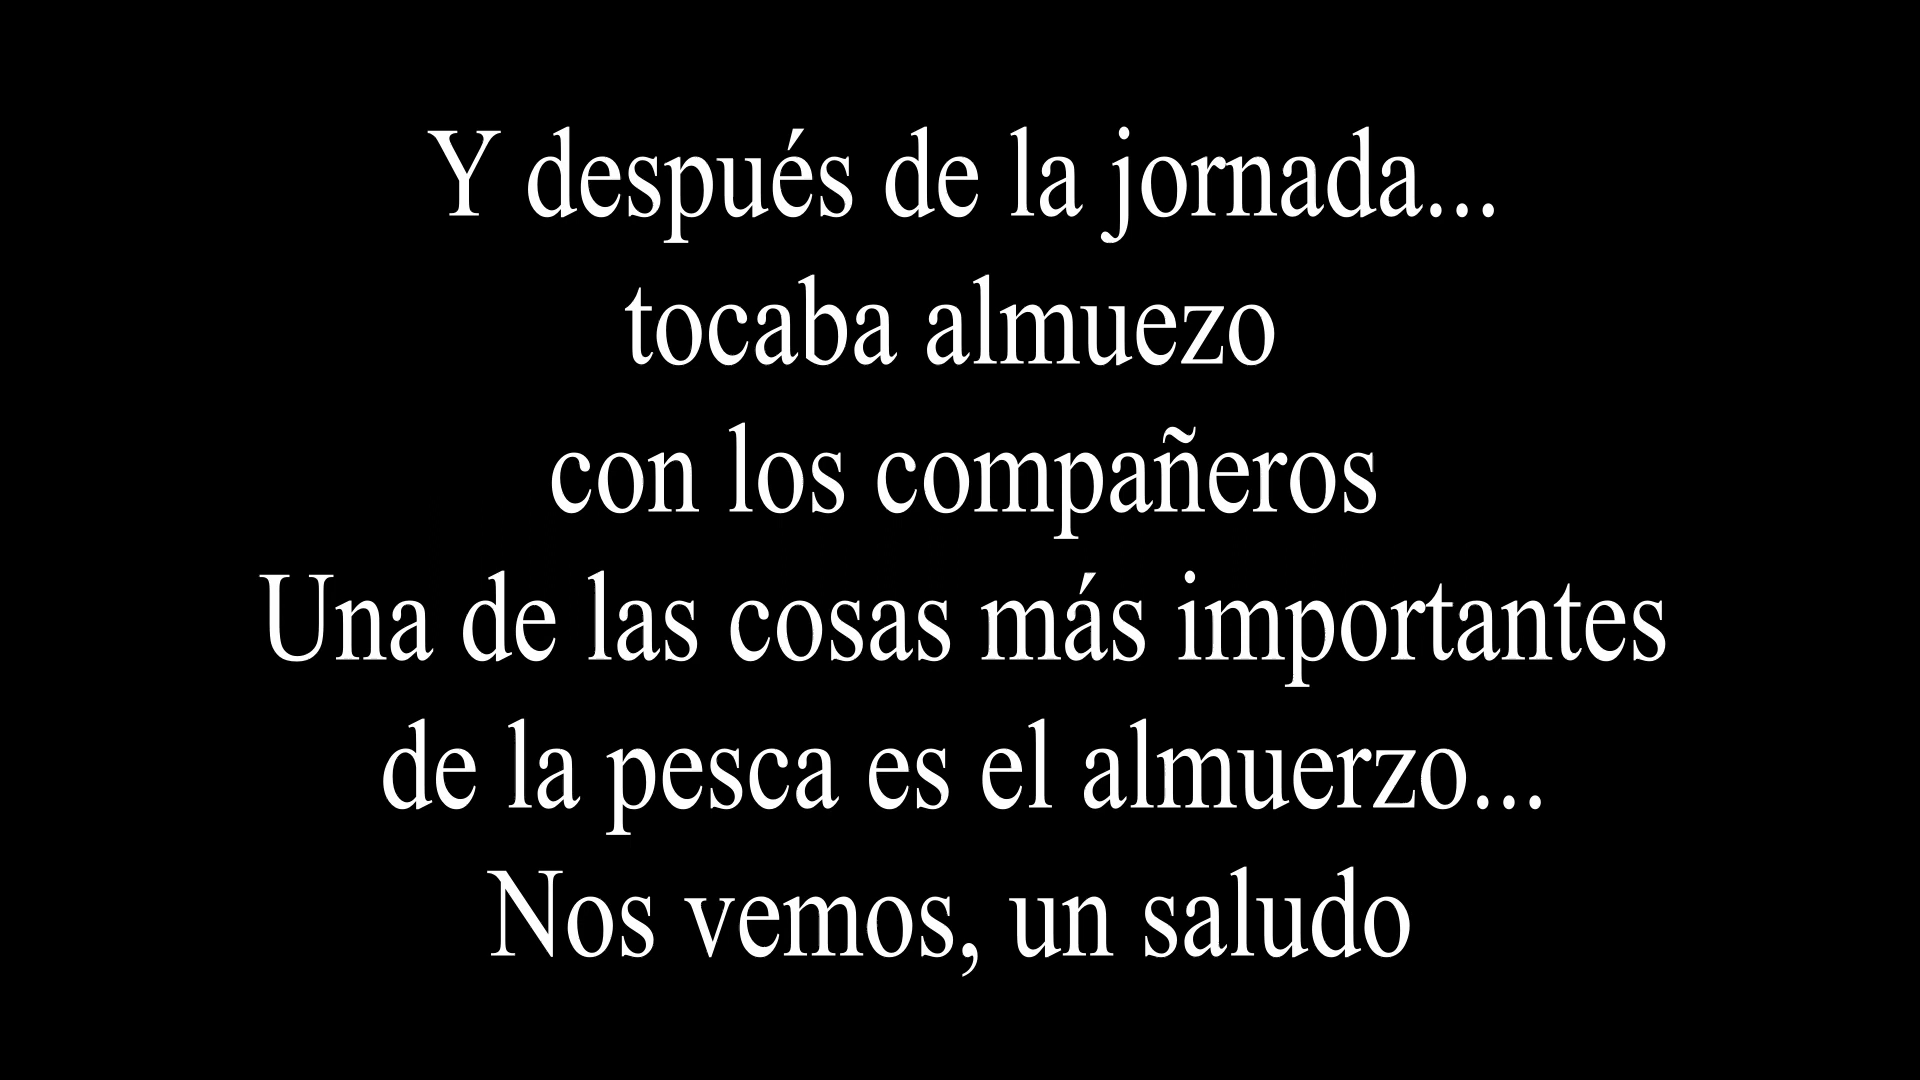 Y después de la jornada...
tocaba almuezo
con los compañeros
Una de las cosas más importantes
de la pesca es el almuerzo...
Nos vemos, un saludo